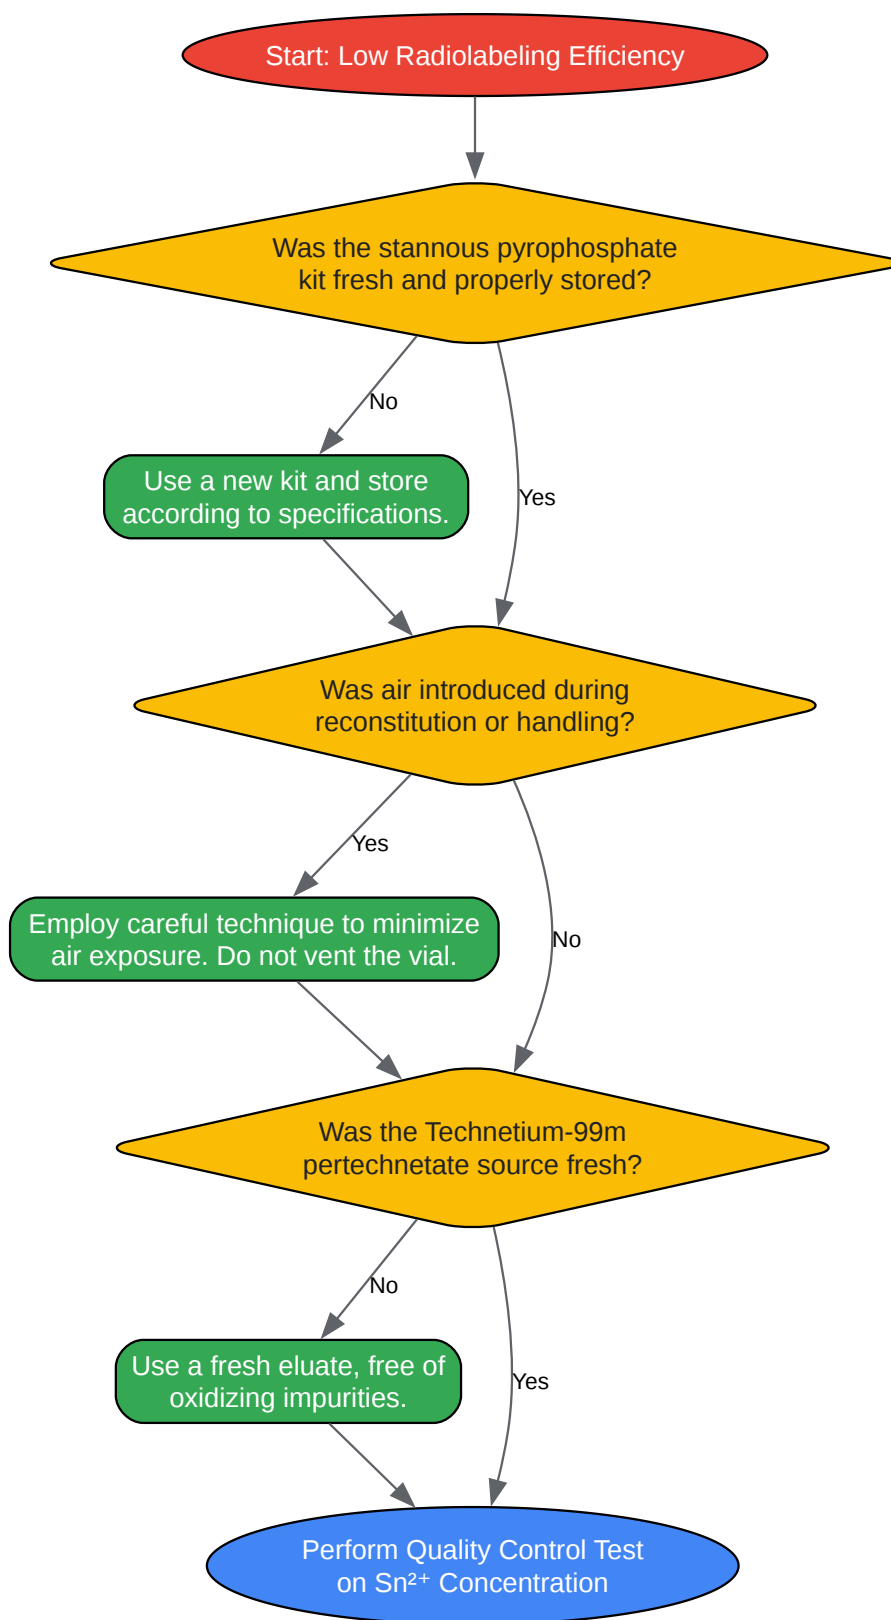 Start: Low Radiolabeling Efficiency
Was the stannous pyrophosphate
kit fresh and properly stored?
No
Use a new kit and store
according to specifications.
Yes
Was air introduced during
reconstitution or handling?
Yes
Employ careful technique to minimize
air exposure. Do not vent the vial.
No
Was the Technetium-99m
pertechnetate source fresh?
No
Use a fresh eluate, free of
oxidizing impurities.
Yes
Perform Quality Control Test
on Sn²⁺ Concentration